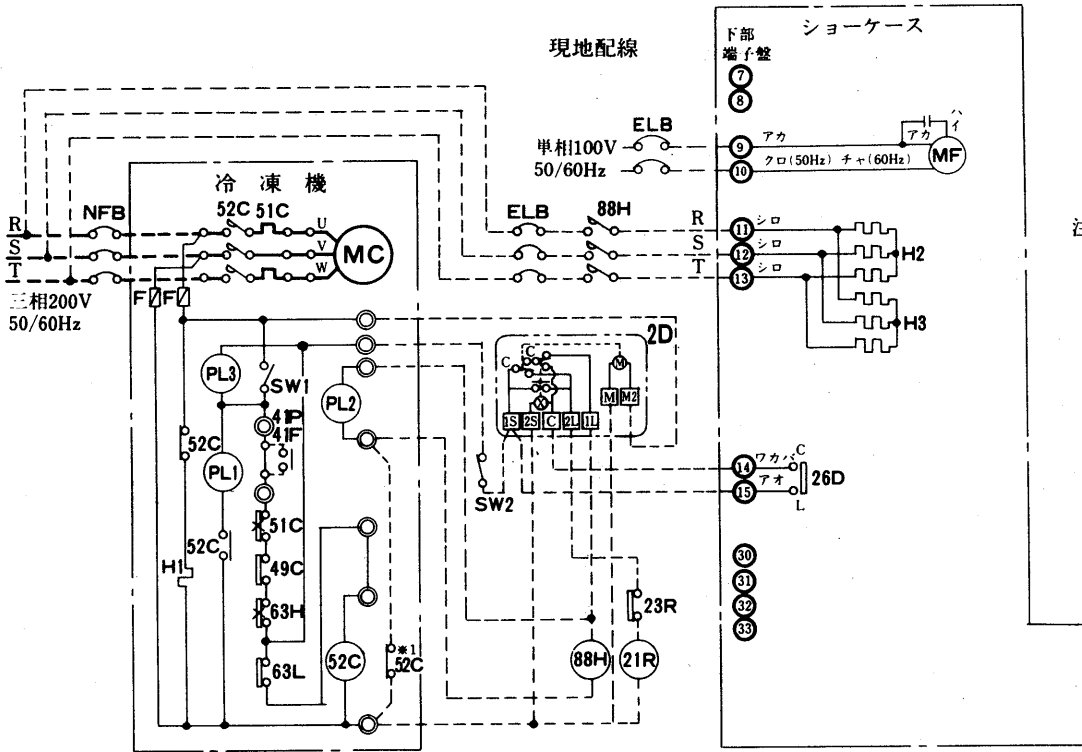 ショーケース
現地配線
下部
端子盤
7
8
ELB
単相100V
50/60Hz
9
アカ
アカ
ハイ
10
クロ(50Hz) チャ(60Hz)
MF
冷凍機
NFB
52C
51C
R
S
T
U
V
W
MC
三相200V
50/60Hz
F
F
ELB
88H
R
S
T
11
シロ
12
シロ
13
シロ
H2
H3
注
2D
C
C
M
X
M
M2
1S
2S
C
2L
1L
PL3
SW1
PL2
41P
41F
52C
PL1
51C
52C
49C
H1
63H
63L
52C
※1
52C
SW2
14
ワカバ
C
15
アオ
L
26D
23R
88H
21R
30
31
32
33